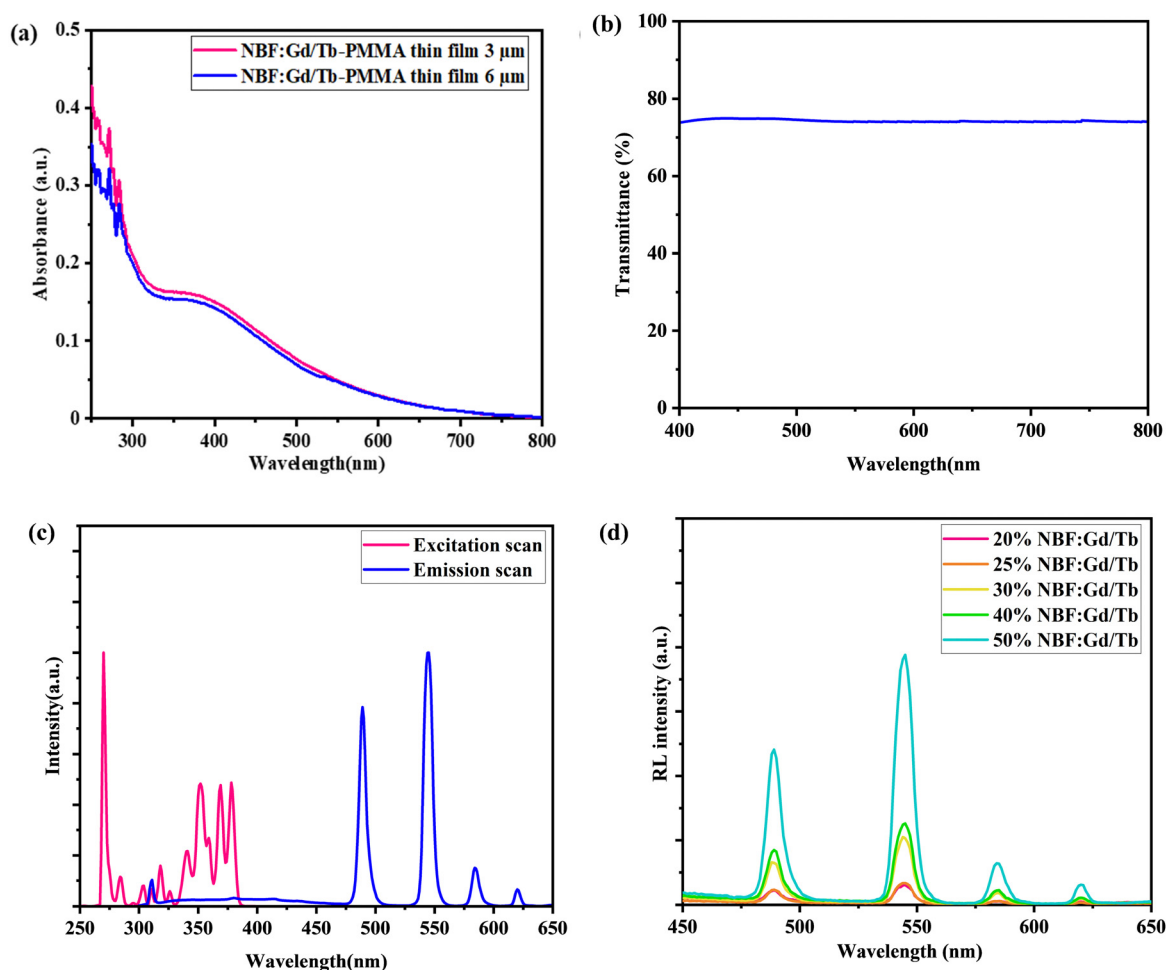 (a)
NBF:Gd/Tb-PMMA thin film 3 µm
NBF:Gd/Tb-PMMA thin film 6 µm
Absorbance (a.u.)
0.5
0.4
0.3
0.2
0.1
0
300 400 500 600 700 800
Wavelength(nm)
(b)
Transmittance (%)
100
80
60
40
20
0
400 500 600 700 800
Wavelength(nm
(c)
Excitation scan
Emission scan
Intensity(a.u.)
250 300 350 400 450 500 550 600 650
Wavelength(nm)
(d)
20% NBF:Gd/Tb
25% NBF:Gd/Tb
30% NBF:Gd/Tb
40% NBF:Gd/Tb
50% NBF:Gd/Tb
RL intensity (a.u.)
450 500 550 600 650
Wavelength (nm)